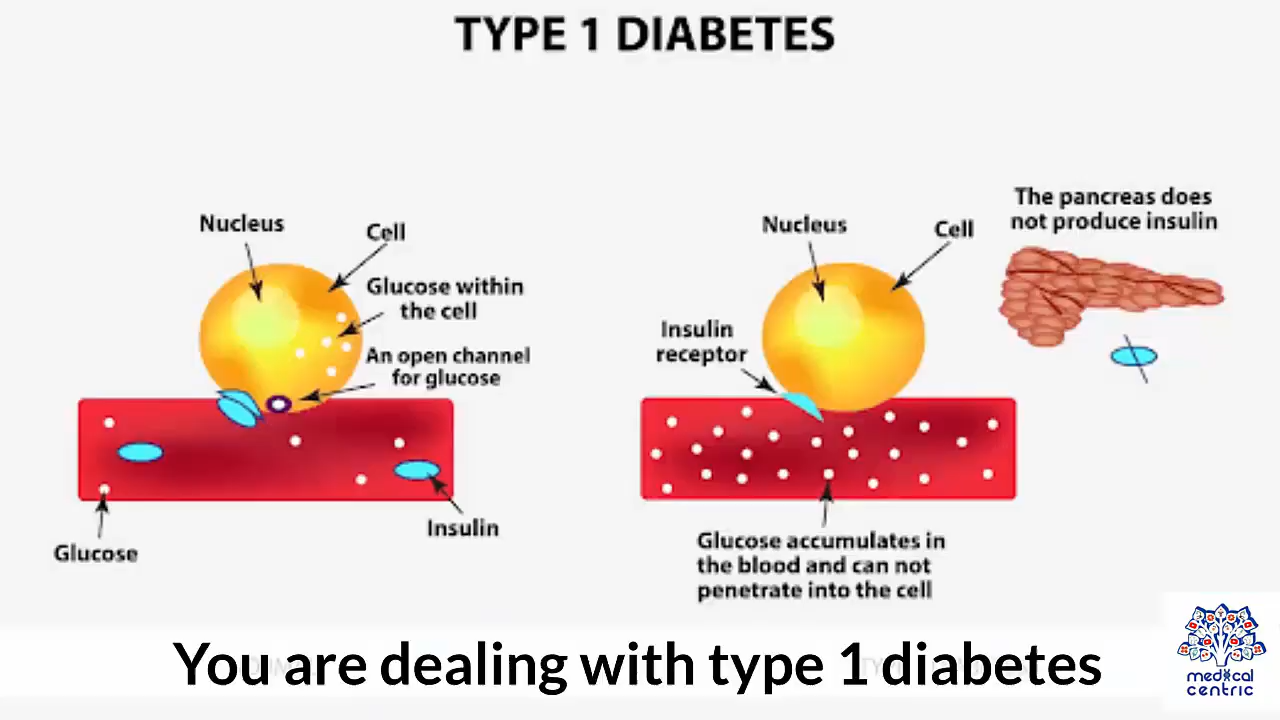 TYPE 1 DIABETES
Nucleus
Cell
Glucose within
the cell
An open channel
for glucose
Glucose
Insulin
Nucleus
Cell
Insulin
receptor
Glucose accumulates in
the blood and can not
penetrate into the cell
The pancreas does
not produce insulin
You are dealing with type 1 diabetes
medical
centric